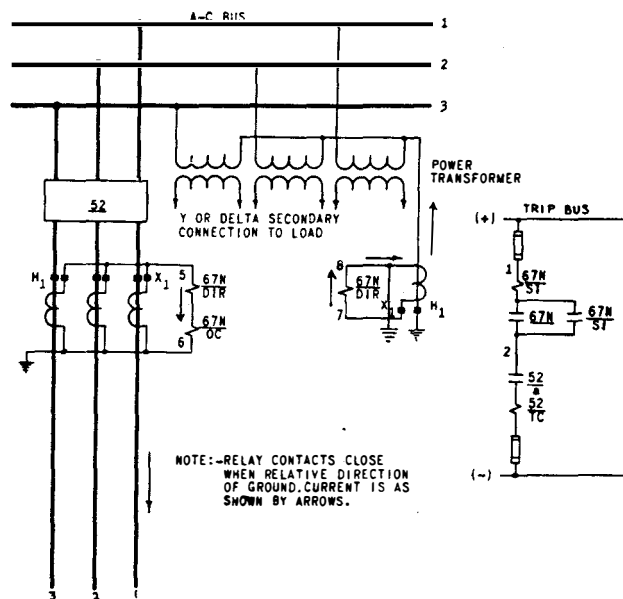 A-C BUS
1
2
3
POWER
TRANSFORMER
52
Y OR DELTA SECONDARY
CONNECTION TO LOAD
TRIP BUS
(+)
H1
X1
5
67N
DIR
67N
OC
6
8
67N
DIR
7
X1
H1
1
67N
SI
67N
67N
SI
2
52
a
52
TC
(-)
NOTE:-RELAY CONTACTS CLOSE
WHEN RELATIVE DIRECTION
OF GROUND.CURRENT IS AS
SHOWN BY ARROWS.
3
2
1